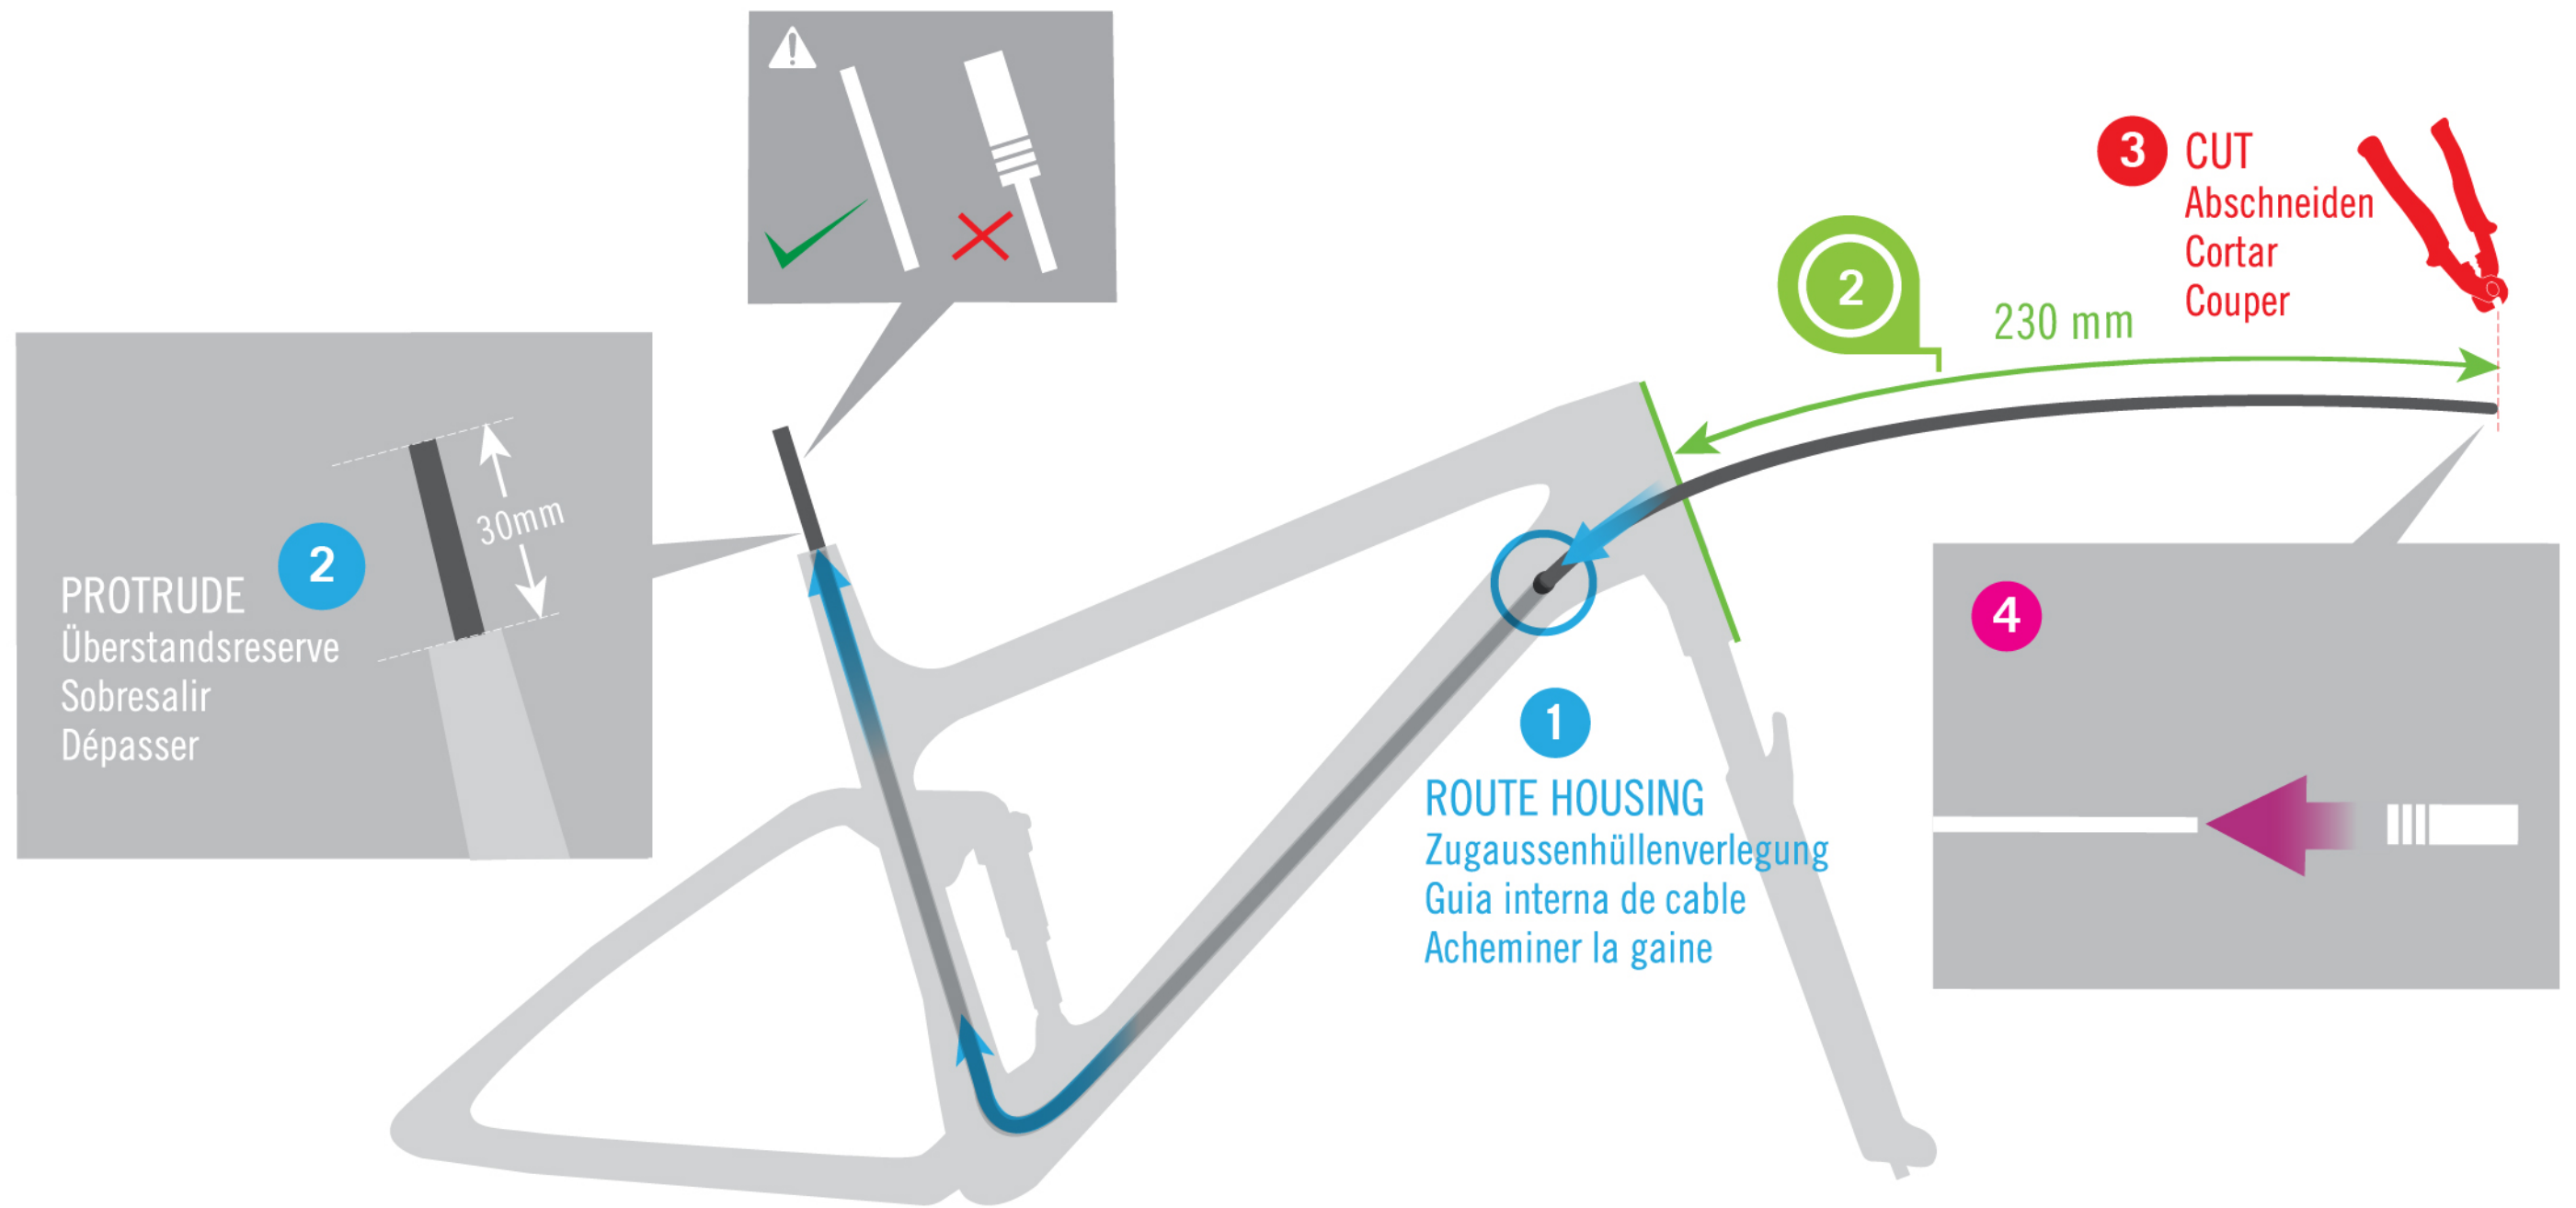 PROTRUDE
Überstandsreserve
Sobresalir
Dépasser
2
30mm
2
230 mm
3
CUT
Abschneiden
Cortar
Couper
1
ROUTE HOUSING
Zugaussenhüllenverlegung
Guia interna de cable
Acheminer la gaine
4